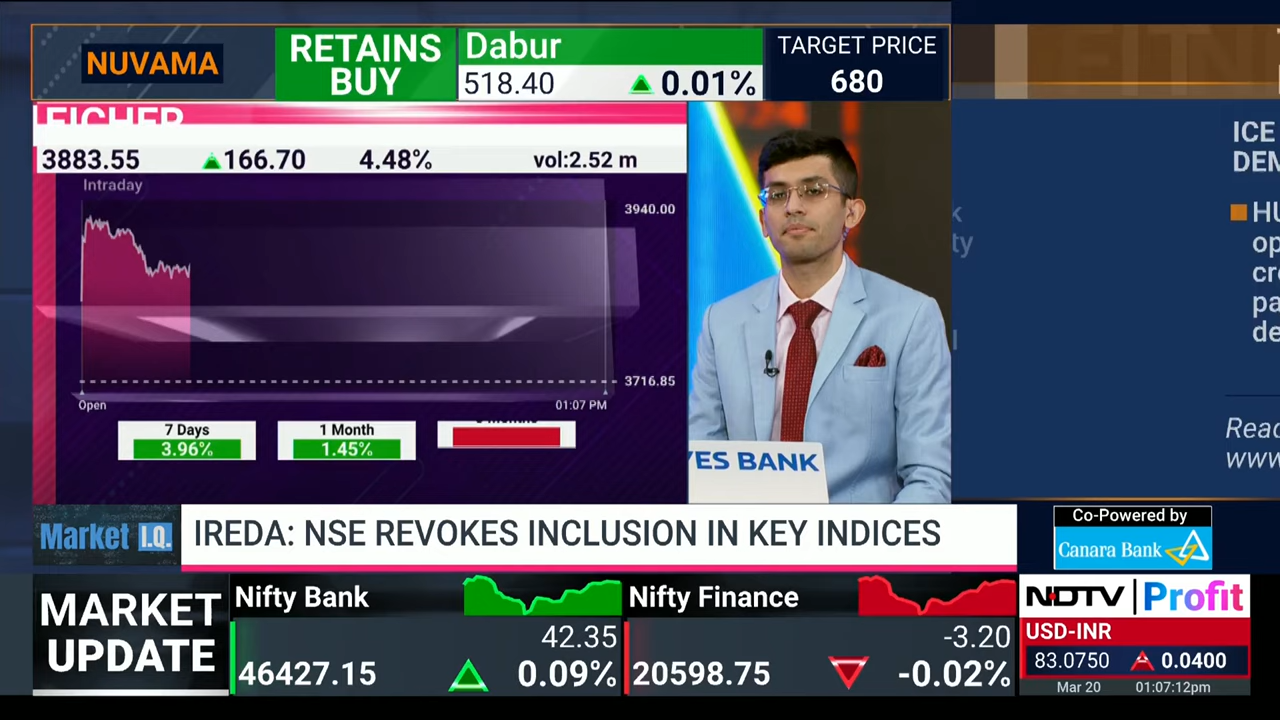 NUVAMA
RETAINS
BUY
Dabur
518.40 0.01%
TARGET PRICE
680
EICHER
3883.55 166.70 4.48% vol:2.52 m
Intraday
3940.00
3716.85
Open 01:07 PM
7 Days
3.96%
1 Month
1.45%
YES BANK
ICE
HU
op
cre
pa
de
Read
www
Market I.Q.
IREDA: NSE REVOKES INCLUSION IN KEY INDICES
Co-Powered by
Canara Bank
MARKET
UPDATE
Nifty Bank
42.35
46427.15 0.09%
Nifty Finance
-3.20
20598.75 -0.02%
NDTV Profit
USD-INR
83.0750 0.0400
Mar 20 01:07:12pm